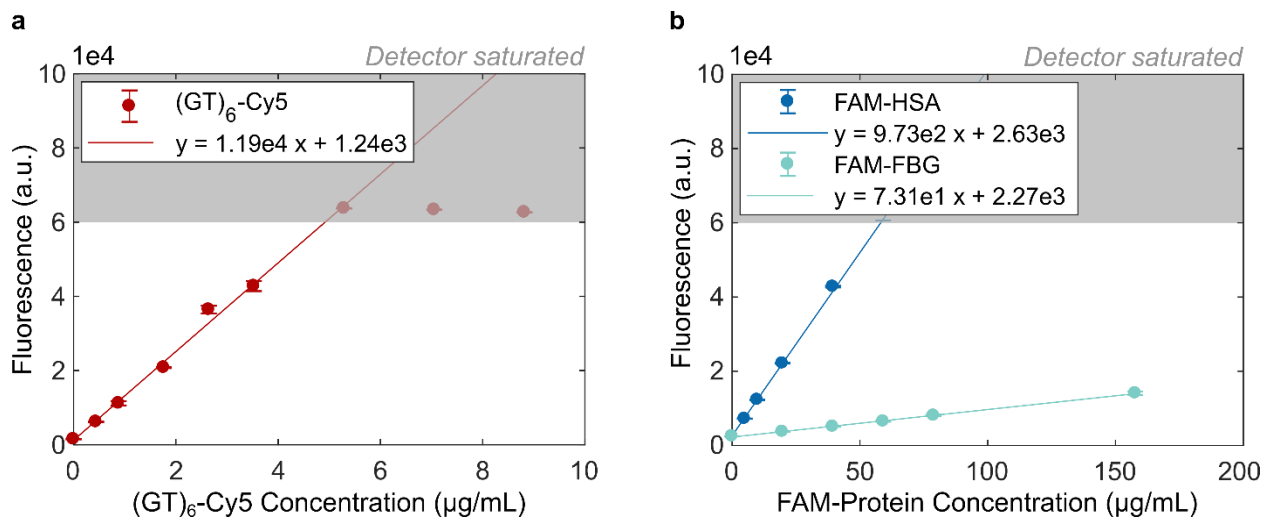 a
1e4
Detector saturated
10
8
6
4
2
0
Fluorescence (a.u.)
(GT)6-Cy5
y = 1.19e4 x + 1.24e3
0 2 4 6 8 10
(GT)6-Cy5 Concentration (µg/mL)
b
1e4
Detector saturated
10
8
6
4
2
0
Fluorescence (a.u.)
FAM-HSA
y = 9.73e2 x + 2.63e3
FAM-FBG
y = 7.31e1 x + 2.27e3
0 50 100 150 200
FAM-Protein Concentration (µg/mL)